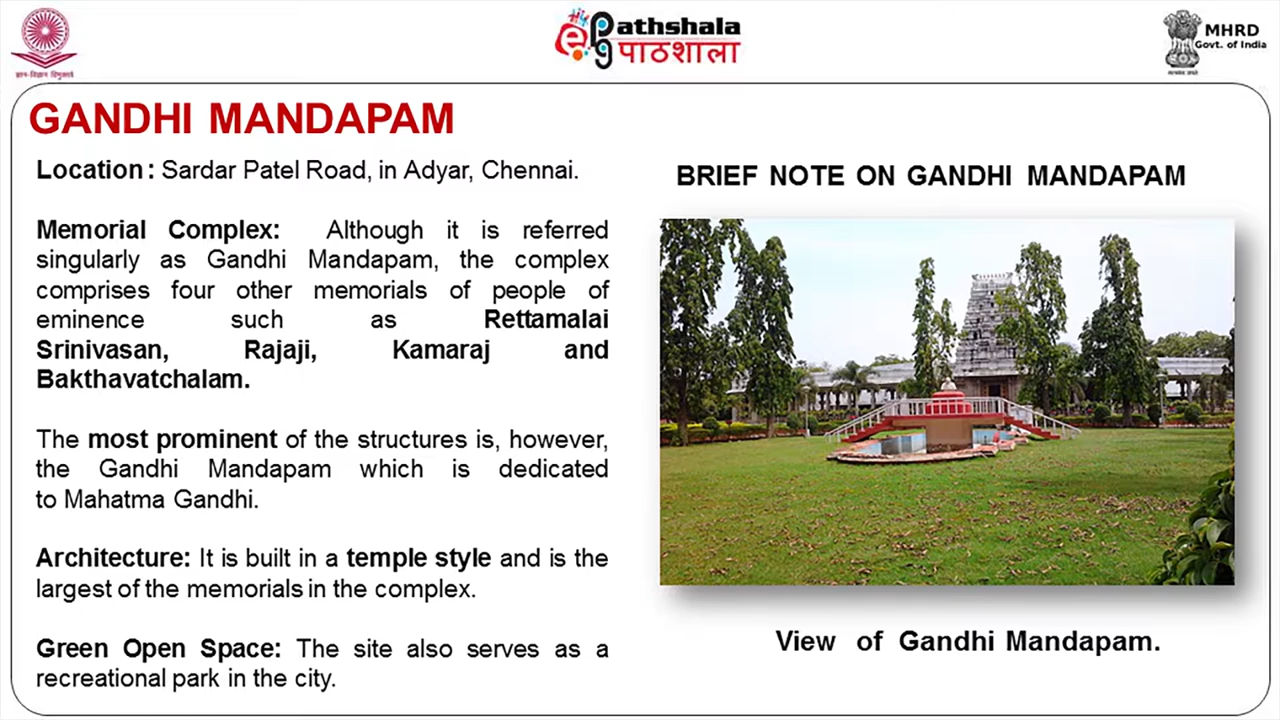 ज्ञान-विज्ञान विमुक्तये
ePG Pathshala
पाठशाला
MHRD
Govt. of India
सत्यमेव जयते
GANDHI MANDAPAM
Location : Sardar Patel Road, in Adyar, Chennai.
Memorial Complex: Although it is referred
singularly as Gandhi Mandapam, the complex
comprises four other memorials of people of
eminence such as Rettamalai
Srinivasan, Rajaji, Kamaraj and
Bakthavatchalam.
The most prominent of the structures is, however,
the Gandhi Mandapam which is dedicated
to Mahatma Gandhi.
Architecture: It is built in a temple style and is the
largest of the memorials in the complex.
Green Open Space: The site also serves as a
recreational park in the city.
BRIEF NOTE ON GANDHI MANDAPAM
View of Gandhi Mandapam.